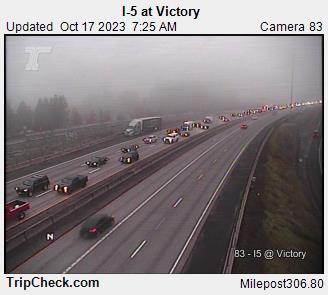 I-5 at Victory
Updated Oct 17 2023 7:25 AM Camera 83
N
83 - I5 @ Victory
TripCheck.com Milepost306.80